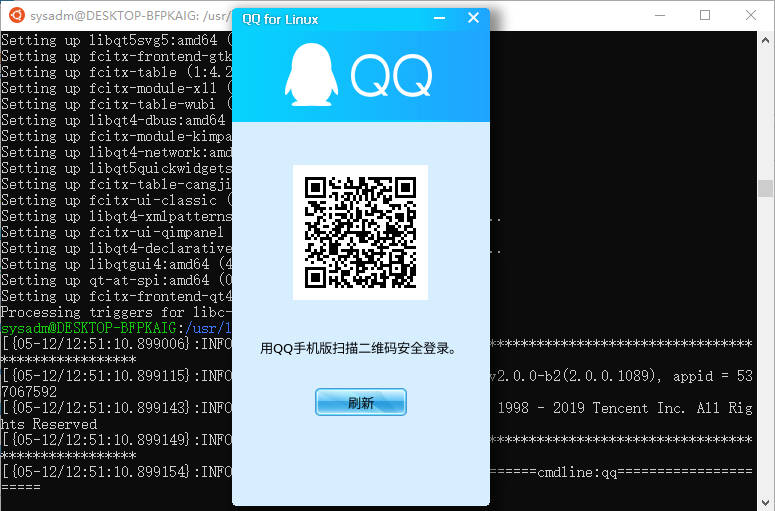 sysadm@DESKTOP-BFPKAIG: /usr/
QQ for Linux
QQ
Setting up libqt5svg5:amd64 (
Setting up fcitx-frontend-gtk
Setting up fcitx-table (1:4.2
Setting up fcitx-module-x11 (
Setting up fcitx-table-wubi (
Setting up libqt4-dbus:amd64
Setting up fcitx-module-kimpa
Setting up libqt4-network:amd
Setting up libqt5quickwidgets
Setting up fcitx-table-cangji
Setting up fcitx-ui-classic (
Setting up libqt4-xmlpatterns ..
Setting up fcitx-ui-qimpanel
Setting up libqt4-declarative ..
Setting up libqtgui4:amd64 (4
Setting up qt-at-spi:amd64 (0
Setting up fcitx-frontend-qt4
Processing triggers for libc-
sysadm@DESKTOP-BFPKAIG:/usr/l
[{05-12/12:51:10.899006}:INFO *********************************
*****************
[{05-12/12:51:10.899115}:INFO v2.0.0-b2(2.0.0.1089), appid = 53
7067592
[{05-12/12:51:10.899143}:INFO 1998 - 2019 Tencent Inc. All Rig
hts Reserved
[{05-12/12:51:10.899149}:INFO *********************************
*****************
[{05-12/12:51:10.899154}:INFO ======cmdline:qq=================
=====
用QQ手机版扫描二维码安全登录。
刷新